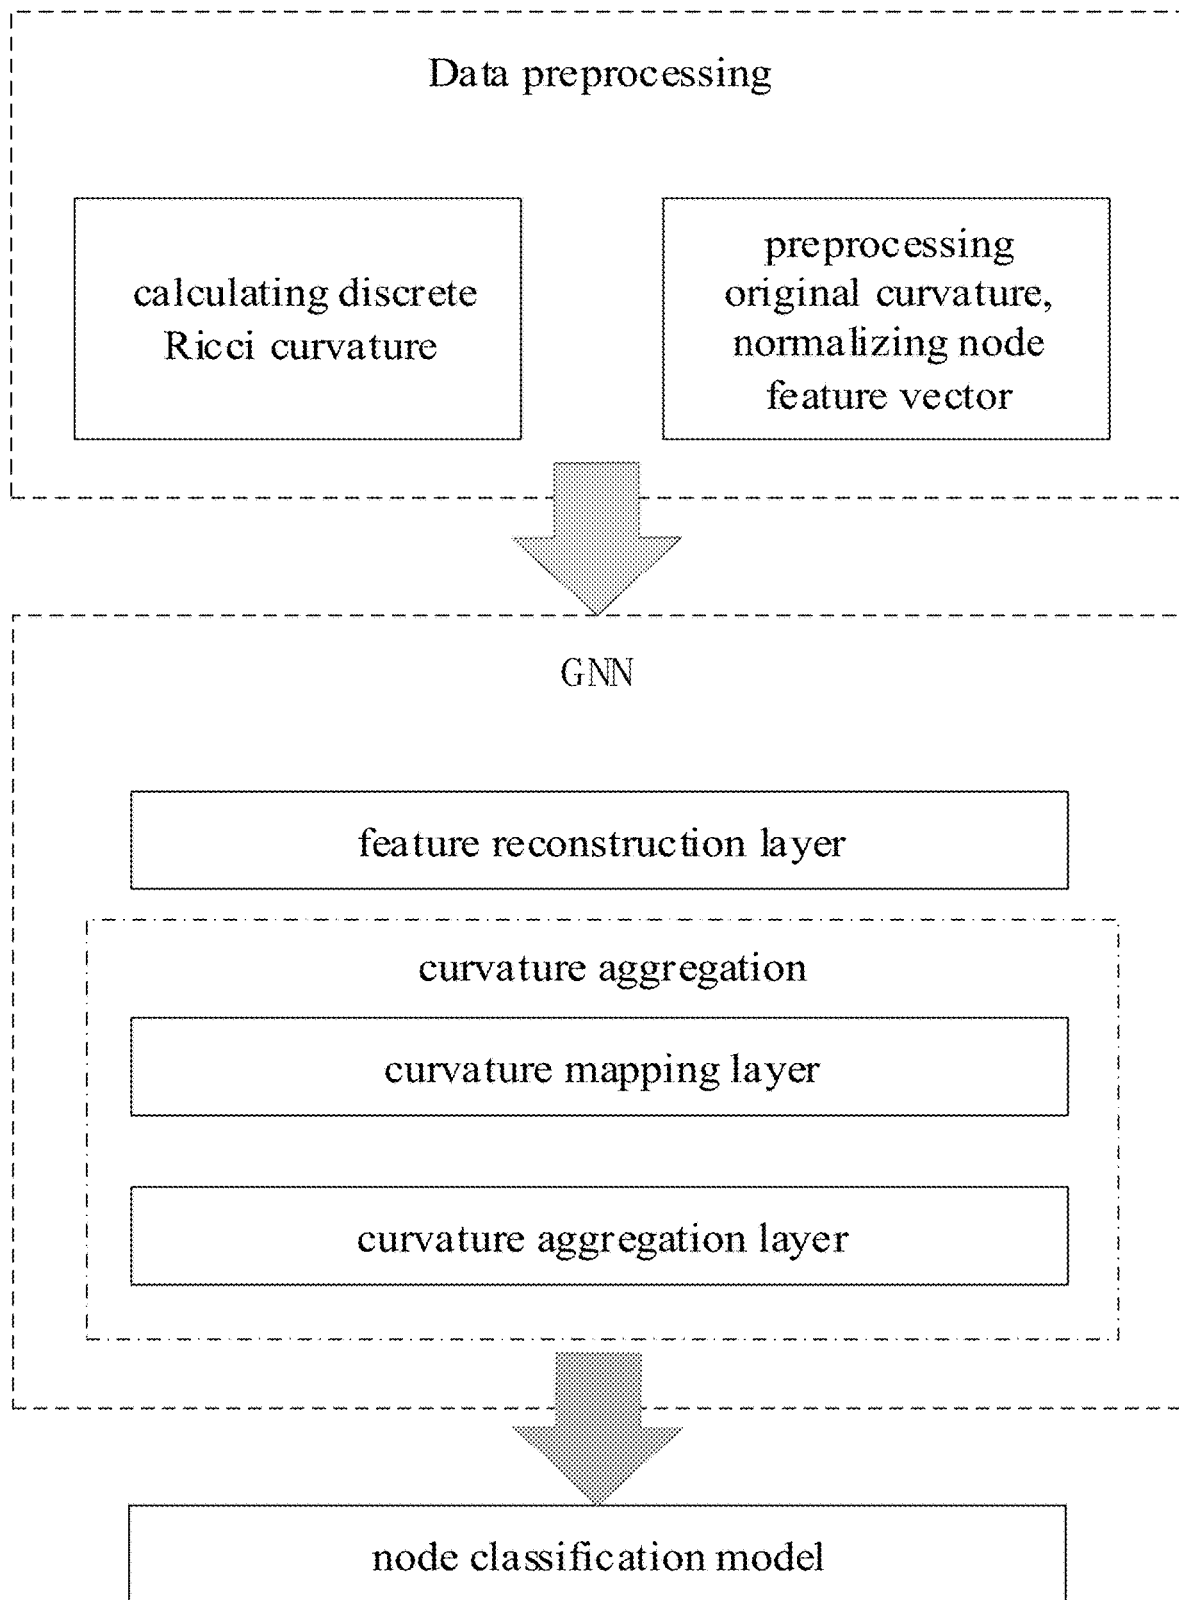 Data preprocessing
calculating discrete
Ricci curvature
preprocessing
original curvature,
normalizing node
feature vector
GNN
feature reconstruction layer
curvature aggregation
curvature mapping layer
curvature aggregation layer
node classification model